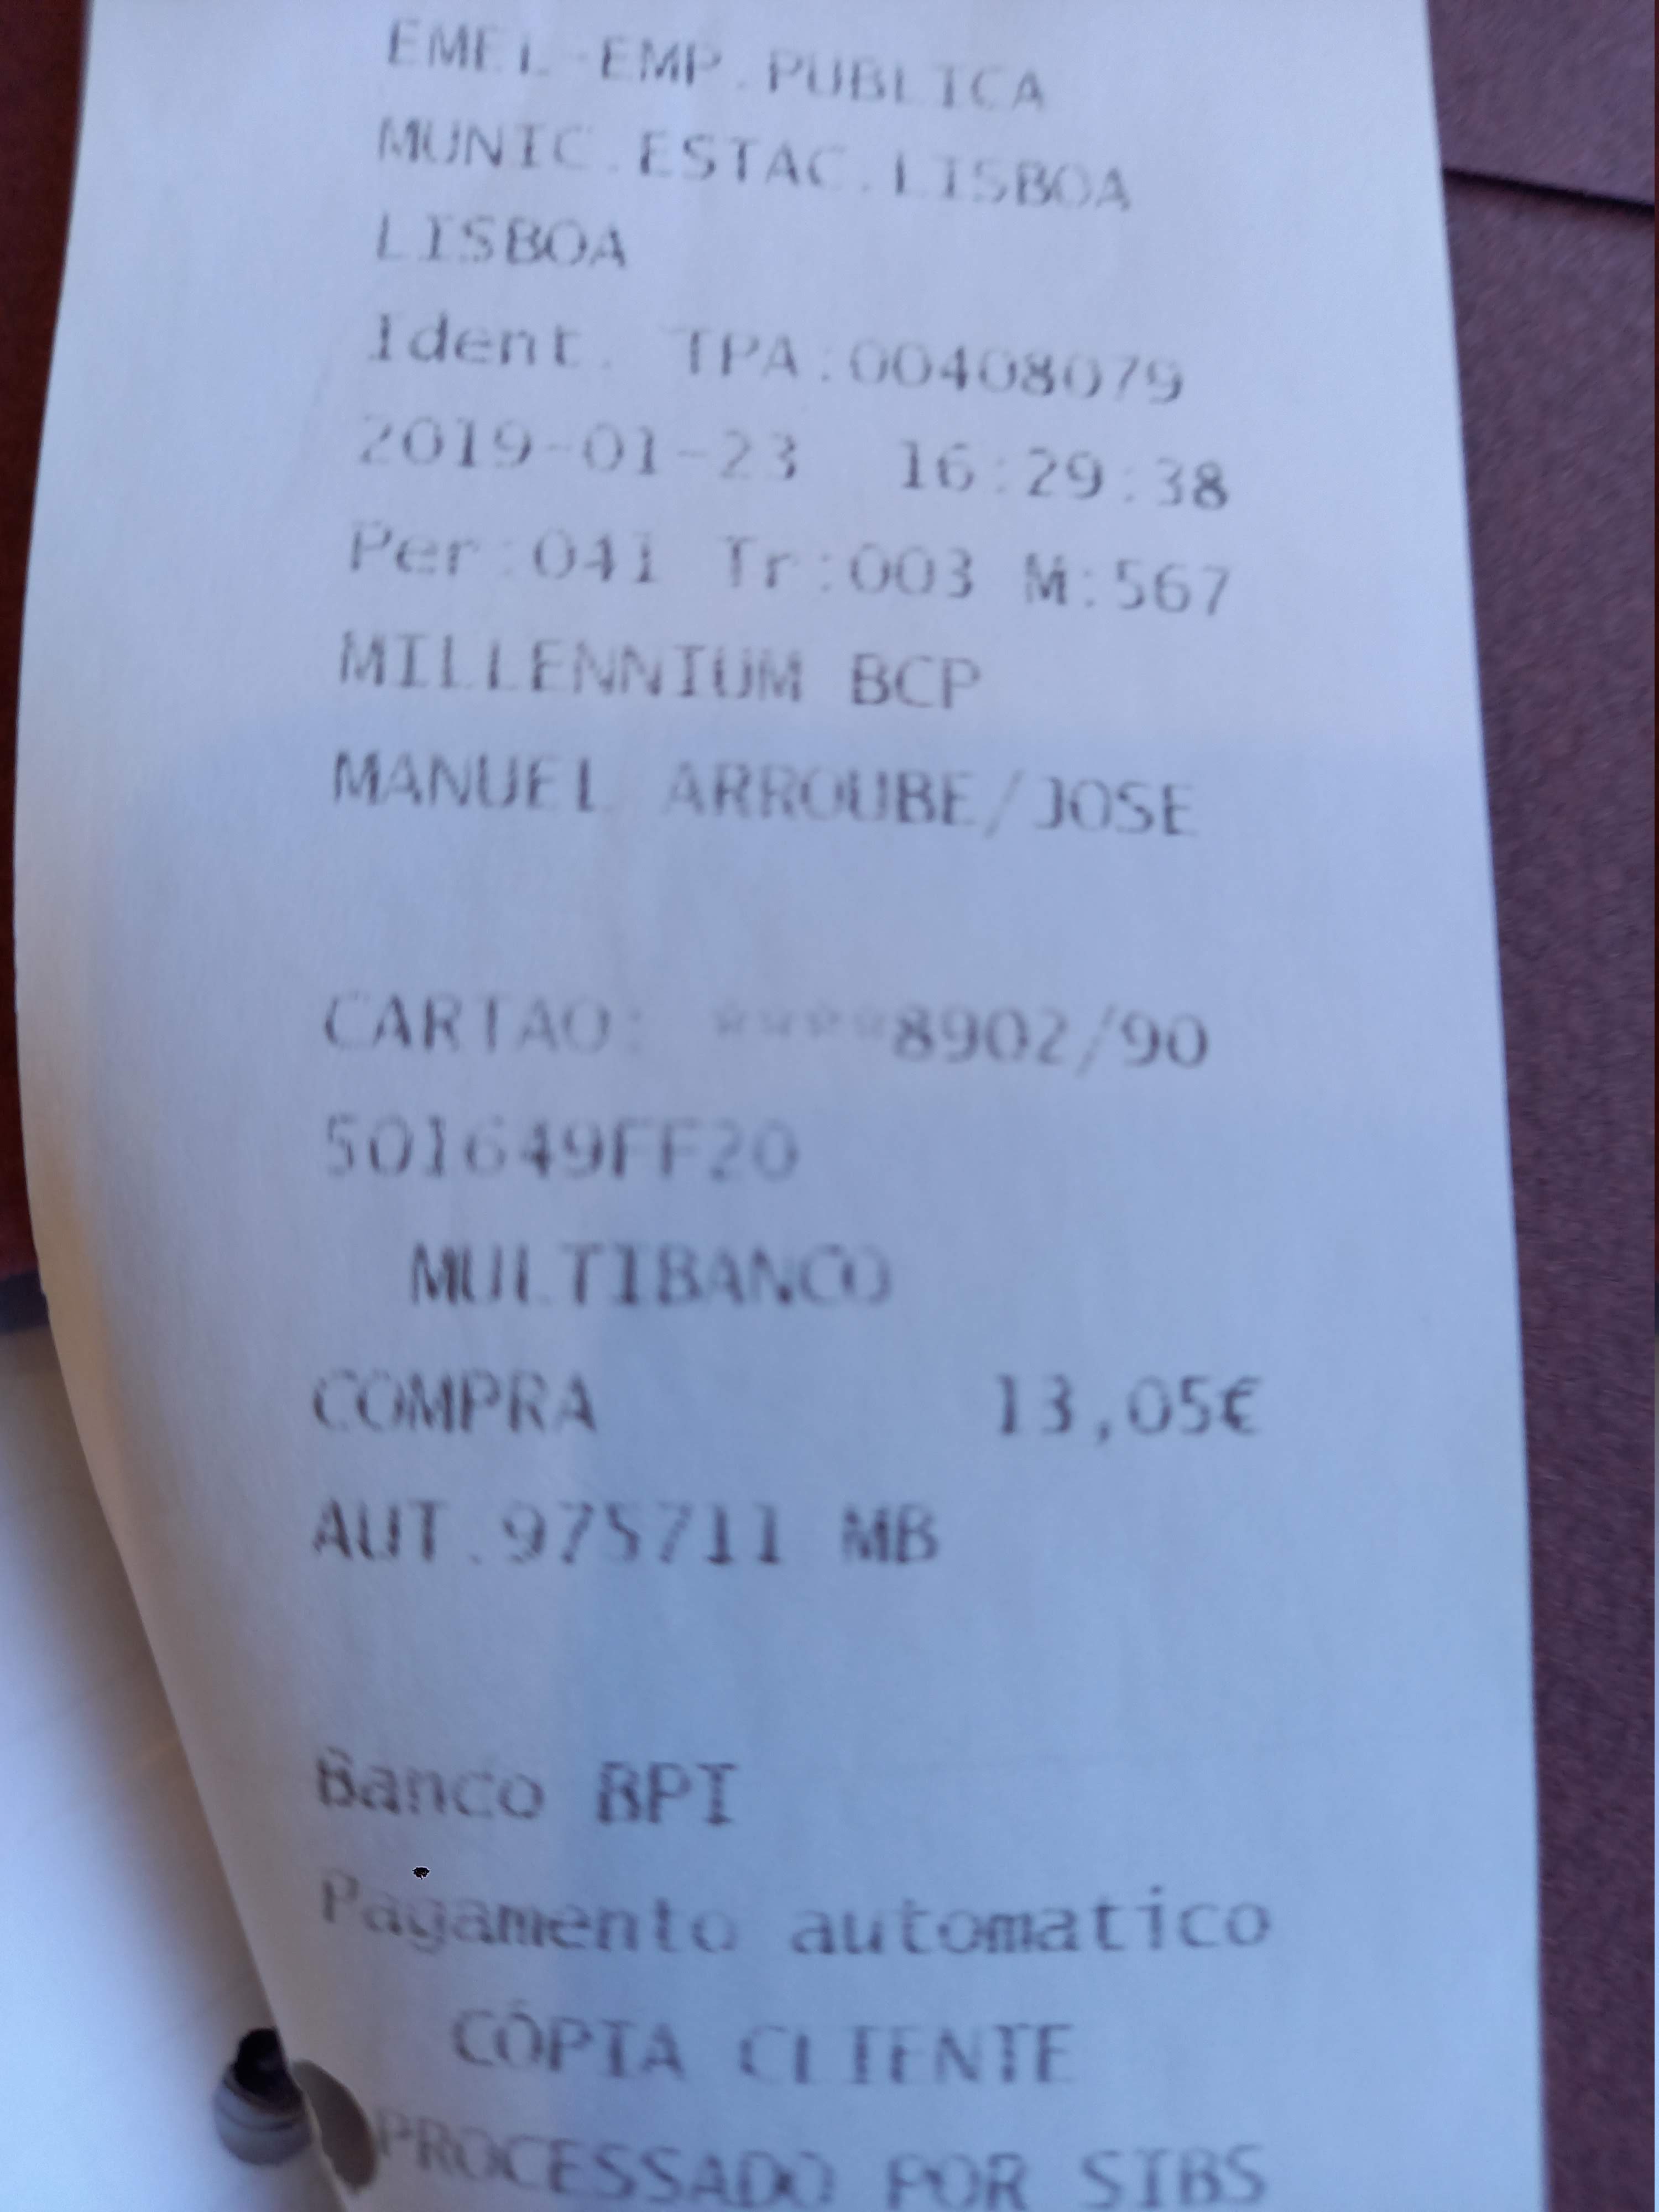 EMEL-EMP.PUBLICA
MUNIC.ESTAC.LISBOA
LISBOA
Ident. TPA:00408079
2019-01-23 16:29:38
Per:041 Tr:003 M:567
MILLENNIUM BCP
MANUEL ARROUBE/JOSE
CARTAO: ****8902/90
501649FF20
MULTIBANCO
COMPRA 13,05€
AUT.975711 MB
Banco BPI
Pagamento automatico
CÓPIA CLIENTE
PROCESSADO POR SIBS